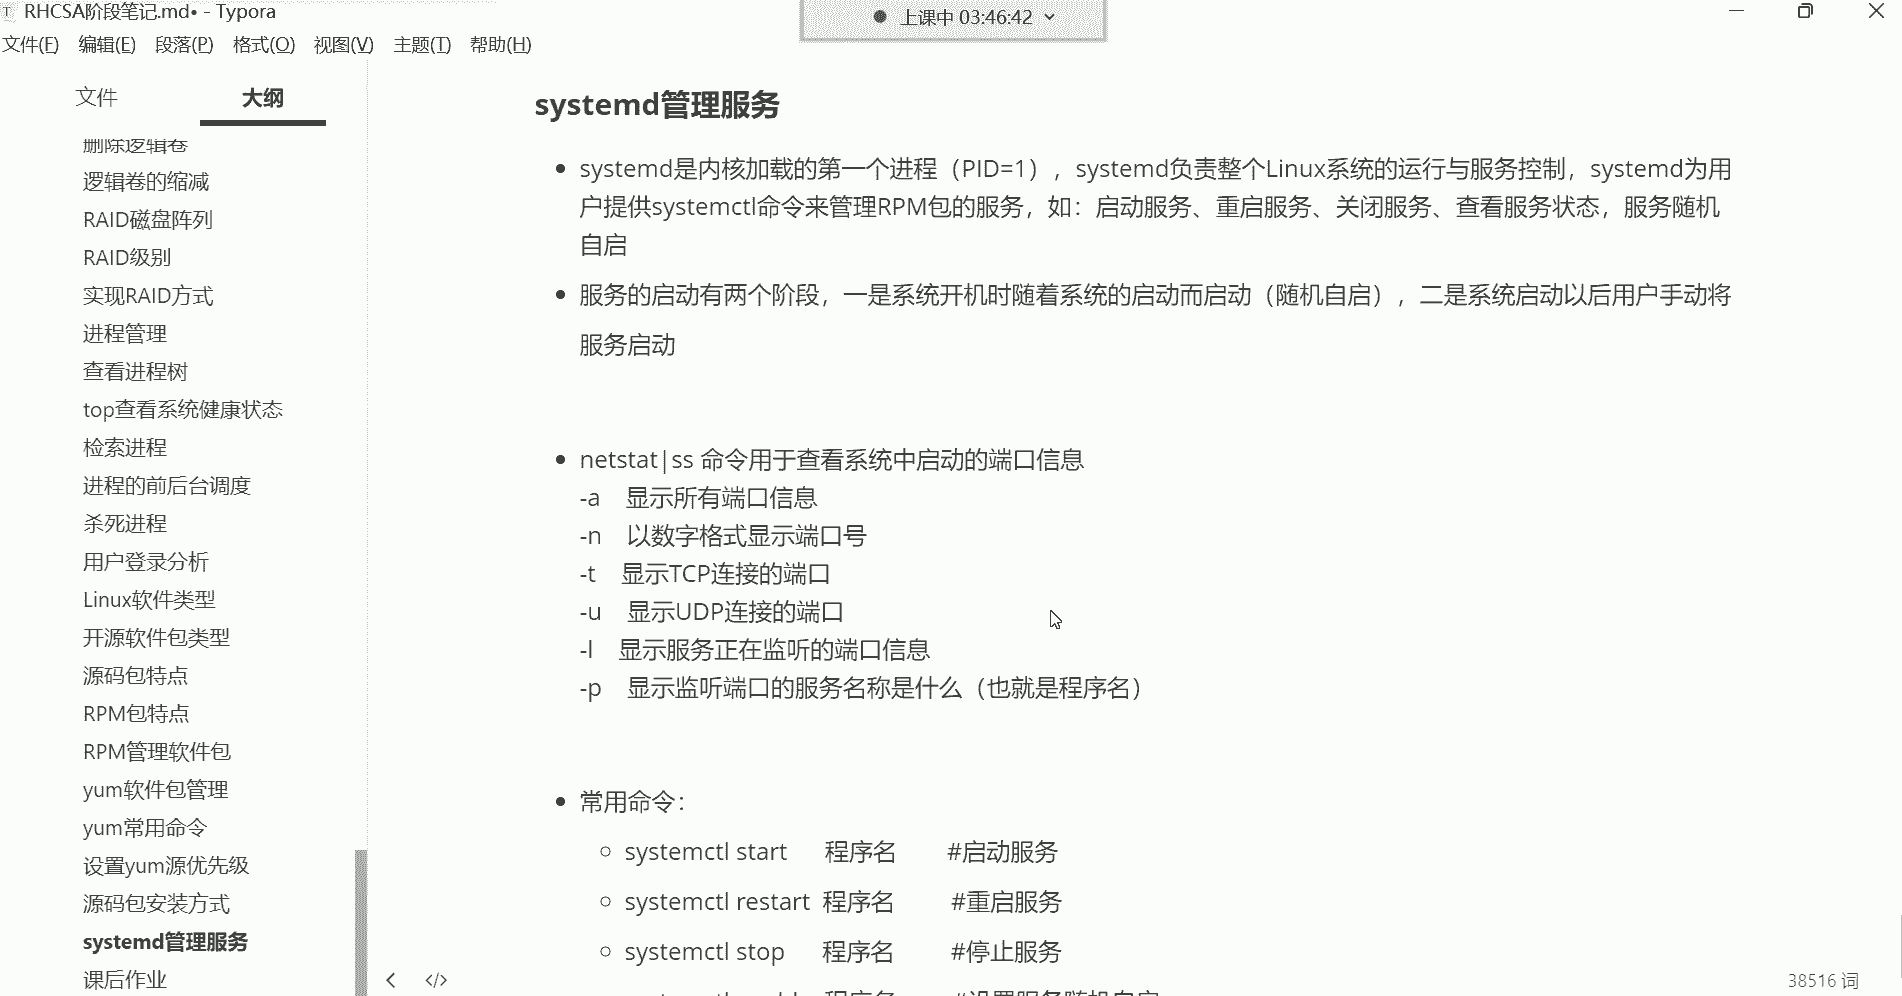 RHCSA阶段笔记.md• - Typora
上课中 03:46:42
文件(F) 编辑(E) 段落(P) 格式(O) 视图(V) 主题(T) 帮助(H)
文件 大纲
删除逻辑卷
逻辑卷的缩减
RAID磁盘阵列
RAID级别
实现RAID方式
进程管理
查看进程树
top查看系统健康状态
检索进程
进程的前后台调度
杀死进程
用户登录分析
Linux软件类型
开源软件包类型
源码包特点
RPM包特点
RPM管理软件包
yum软件包管理
yum常用命令
设置yum源优先级
源码包安装方式
systemd管理服务
课后作业
systemd管理服务
systemd是内核加载的第一个进程（PID=1），systemd负责整个Linux系统的运行与服务控制，systemd为用
户提供systemctl命令来管理RPM包的服务，如：启动服务、重启服务、关闭服务、查看服务状态，服务随机
自启
服务的启动有两个阶段，一是系统开机时随着系统的启动而启动（随机自启），二是系统启动以后用户手动将
服务启动
netstat|ss 命令用于查看系统中启动的端口信息
-a 显示所有端口信息
-n 以数字格式显示端口号
-t 显示TCP连接的端口
-u 显示UDP连接的端口
-l 显示服务正在监听的端口信息
-p 显示监听端口的服务名称是什么（也就是程序名）
常用命令：
systemctl start 程序名 #启动服务
systemctl restart 程序名 #重启服务
systemctl stop 程序名 #停止服务
38516 词